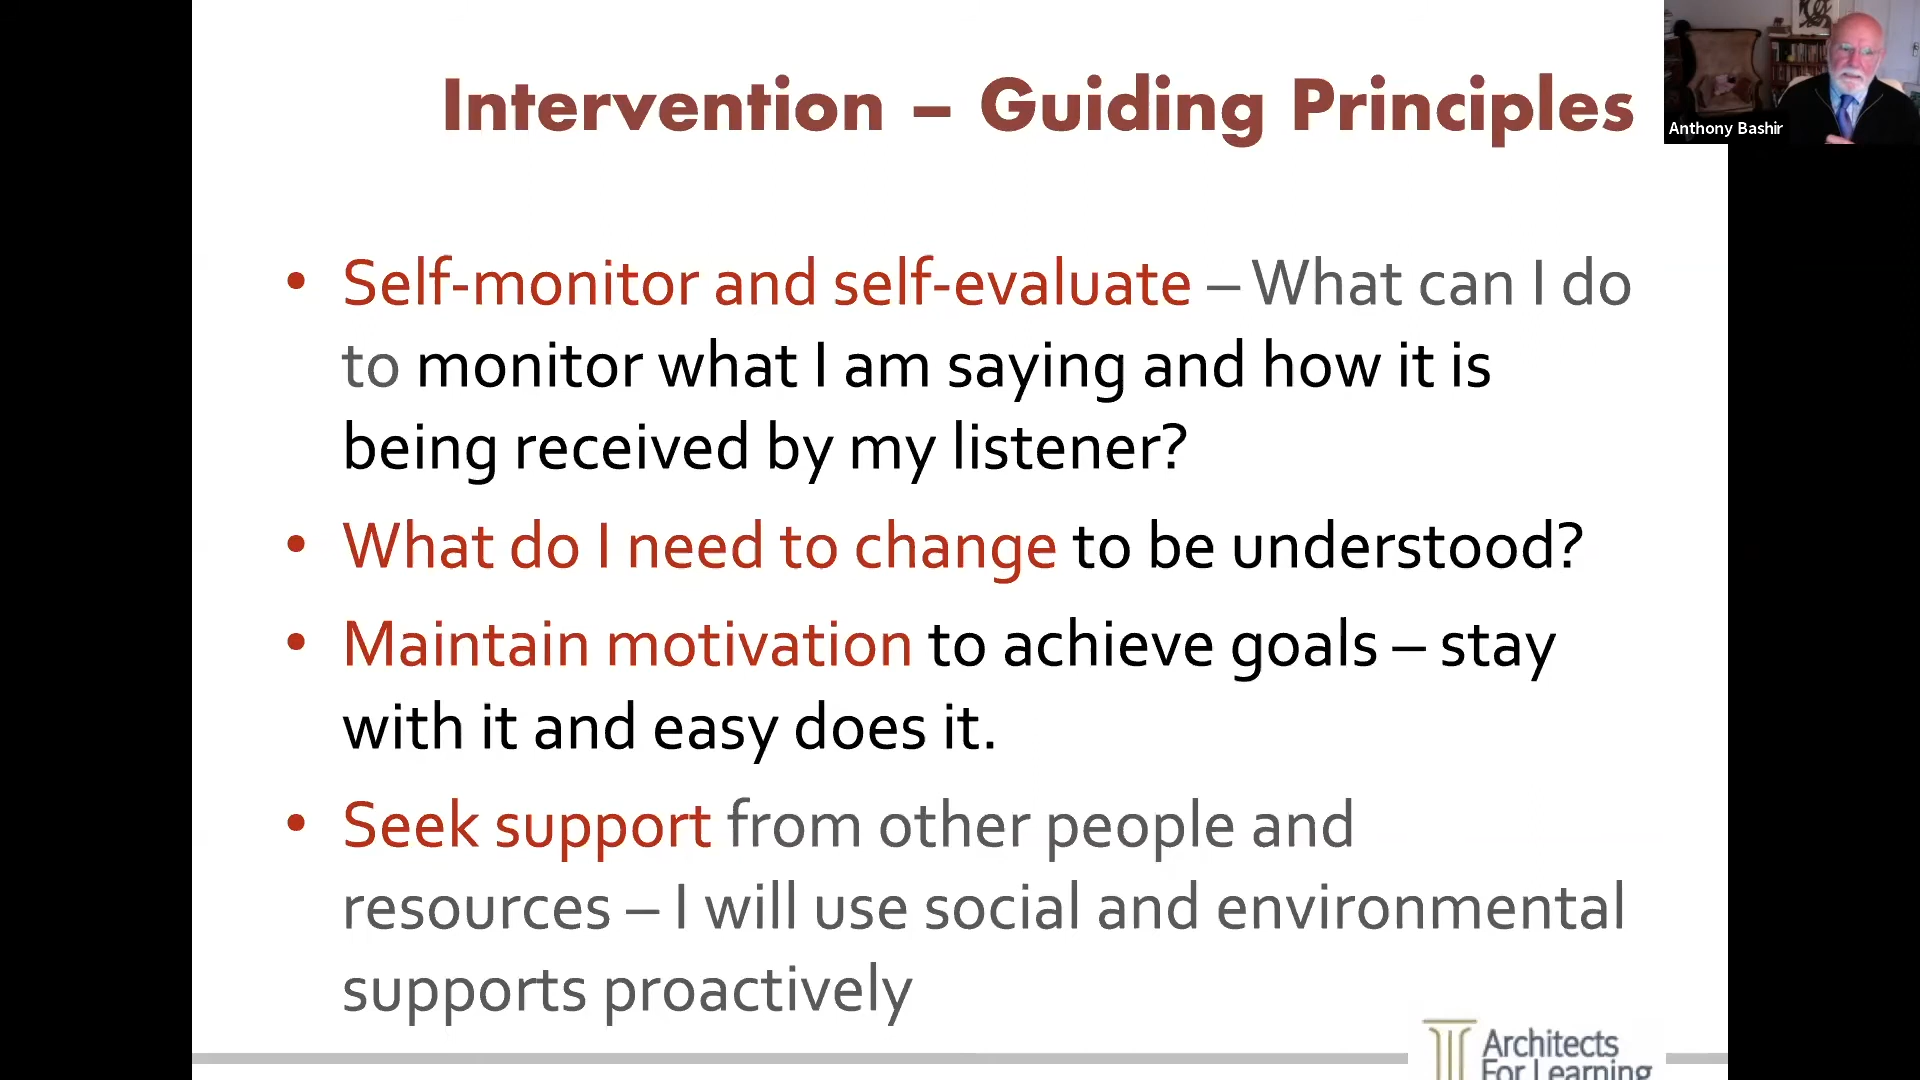 Intervention – Guiding Principles
Anthony Bashir
• Self-monitor and self-evaluate – What can I do
to monitor what I am saying and how it is
being received by my listener?
• What do I need to change to be understood?
• Maintain motivation to achieve goals – stay
with it and easy does it.
• Seek support from other people and
resources – I will use social and environmental
supports proactively
Architects
For Learning